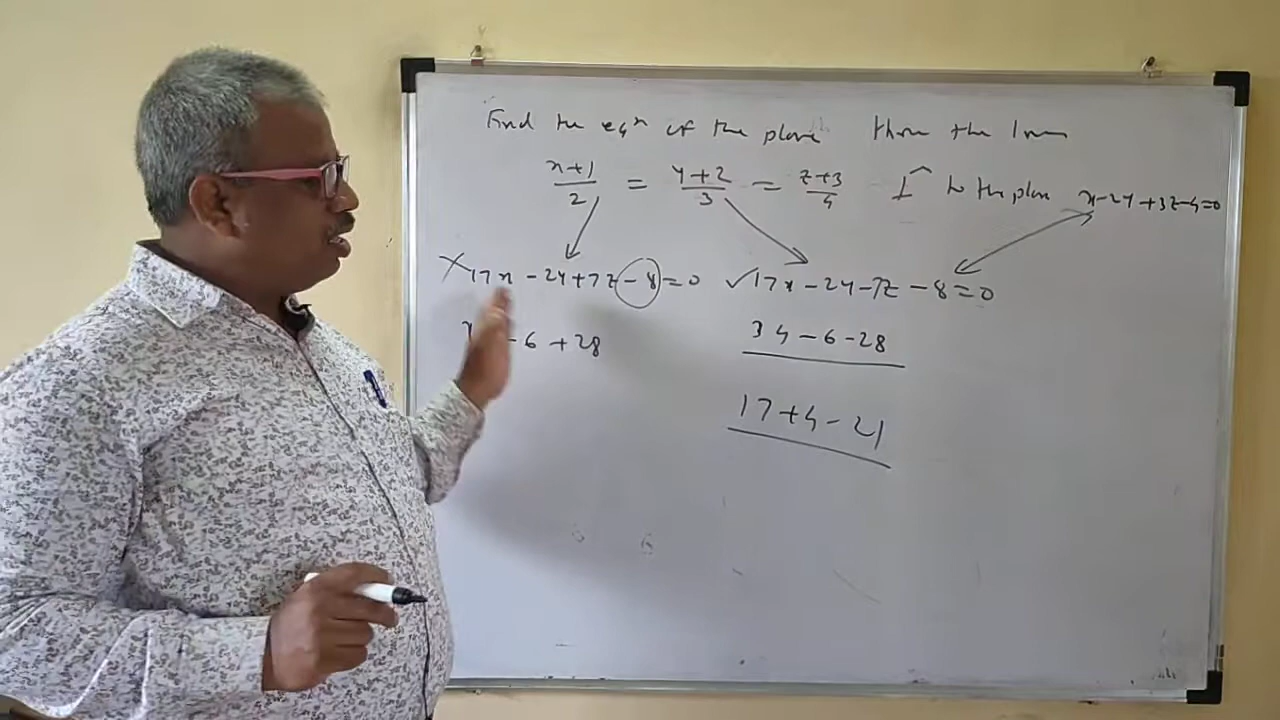 Find the eqn of the plane throu the line
x+1/2 = y+2/3 = z+3/4 ⊥ to the plane x-2y+3z-4=0
X 17x-2y+7z-8=0 ✓ 17x-2y-7z-8=0
-6+28 34-6-28
17+4-21